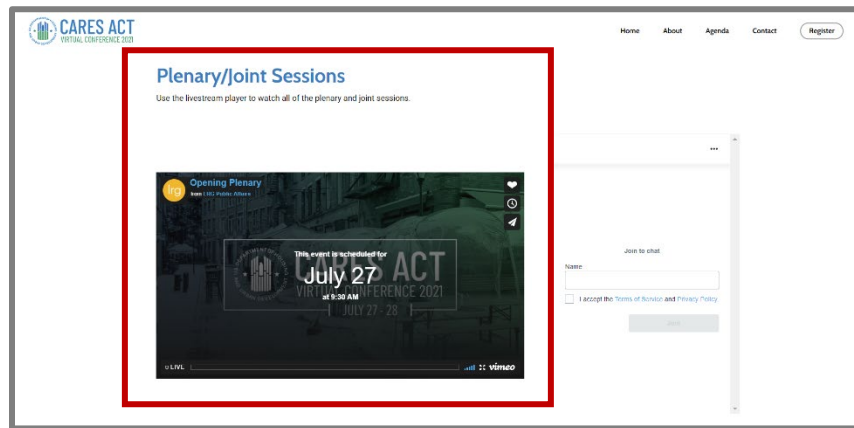 CARES ACT
VIRTUAL CONFERENCE 2021
Home
About
Agenda
Contact
Register
Plenary/Joint Sessions
Use the livestream player to watch all of the plenary and joint sessions.
•••
lrg
Opening Plenary
from LRG Public Affairs
This event is scheduled for
July 27
at 9:30 AM
CARES ACT
VIRTUAL CONFERENCE 2021
JULY 27 - 28
LIVE
vimeo
Join to chat
Name
I accept the Terms of Service and Privacy Policy
Join